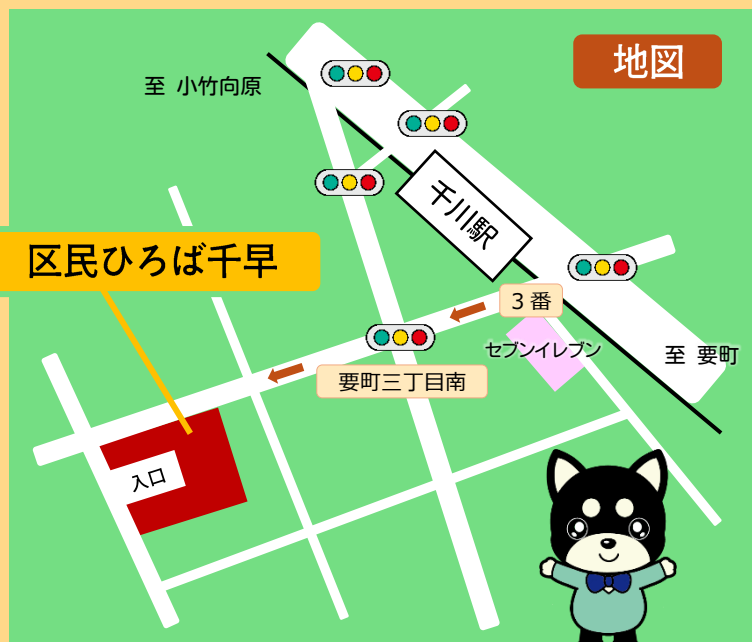 地図
至 小竹向原
千川駅
区民ひろば千早
3番
セブンイレブン
至 要町
要町三丁目南
入口